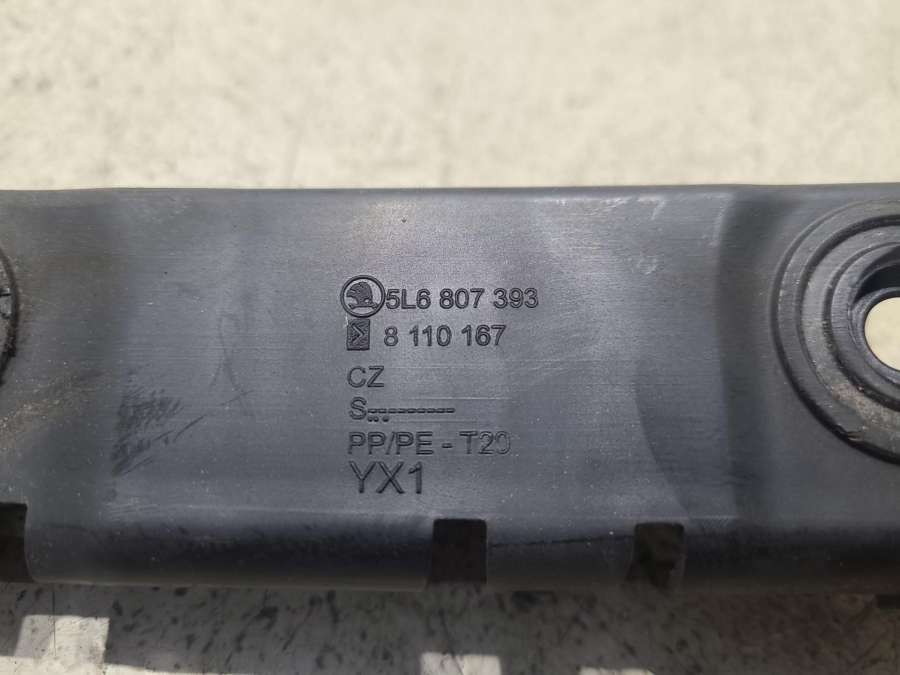 5L6 807 393
8 110 167
CZ
S
PP/PE - T20
YX1